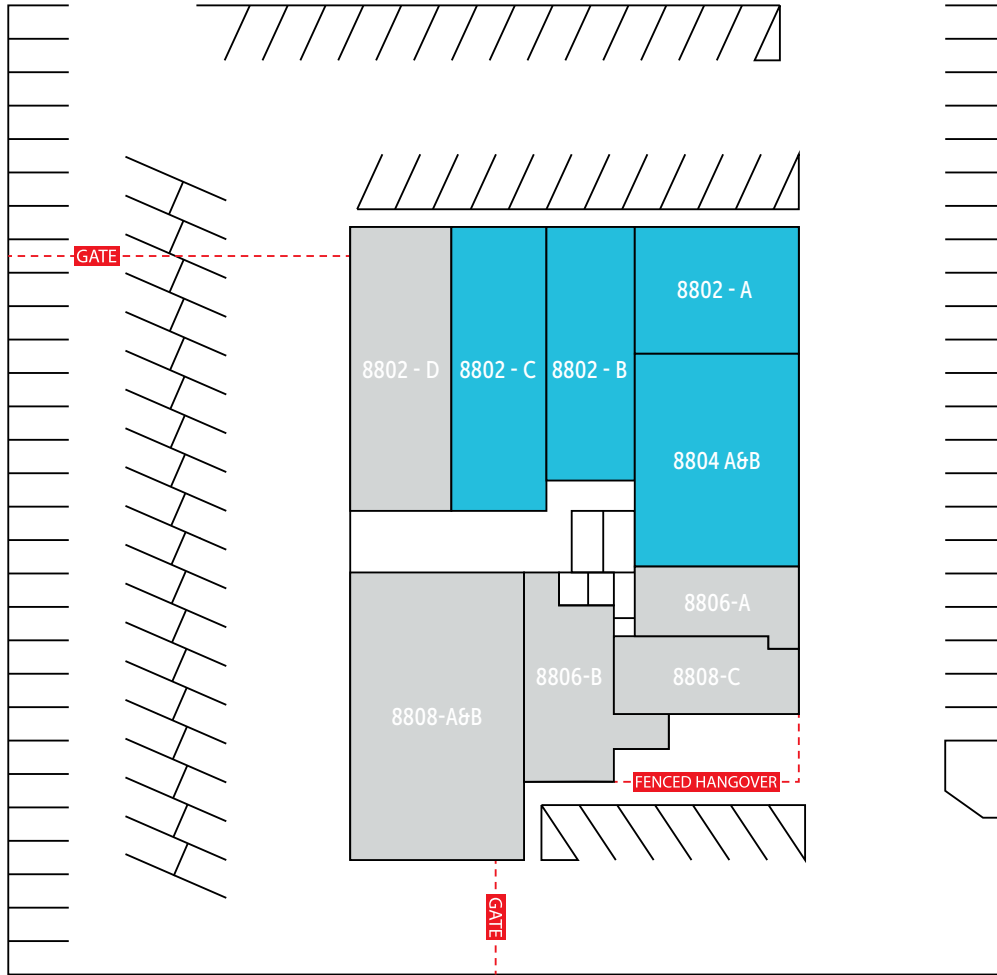 GATE
8802 - A
8802 - D
8802 - C
8802 - B
8804 A&B
8806-A
8806-B
8808-C
8808-A&B
FENCED HANGOVER
GATE